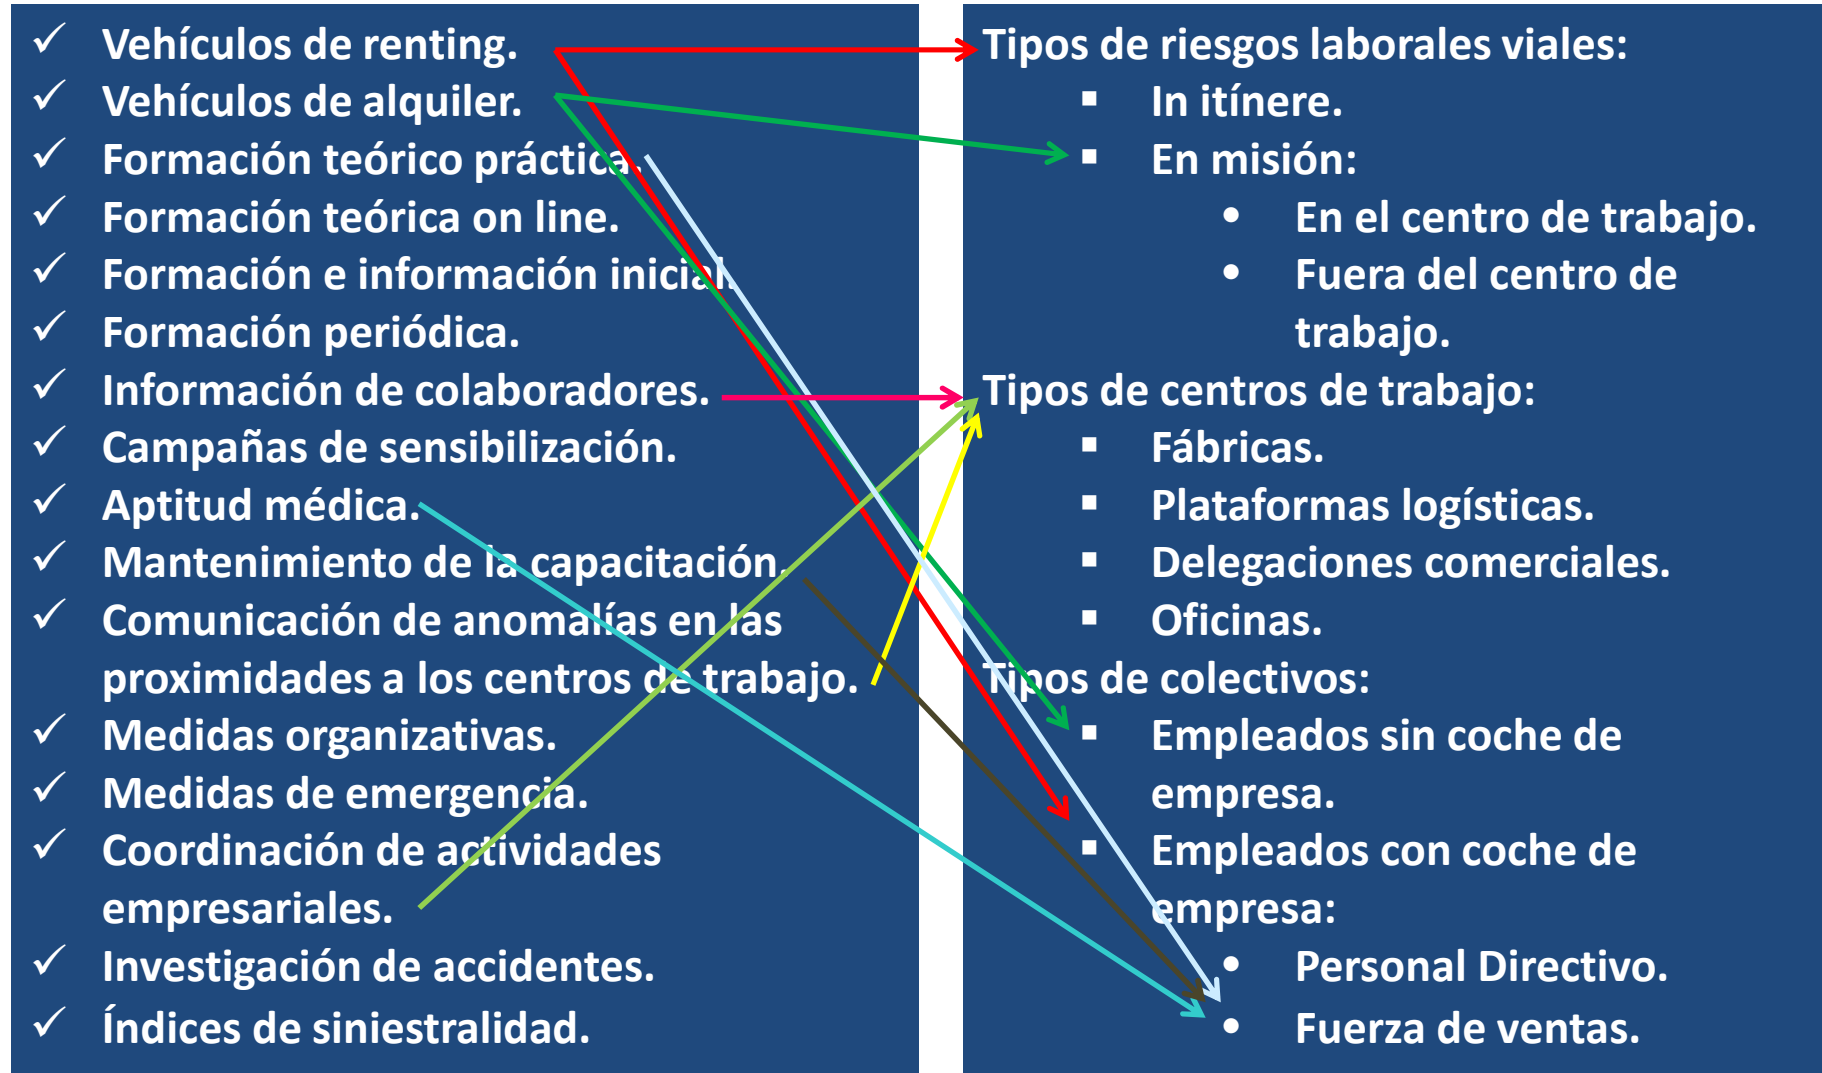 Vehículos de renting.
Vehículos de alquiler.
Formación teórico práctica.
Formación teórica on line.
Formación e información inicial.
Formación periódica.
Información de colaboradores.
Campañas de sensibilización.
Aptitud médica.
Mantenimiento de la capacitación.
Comunicación de anomalías en las
proximidades a los centros de trabajo.
Medidas organizativas.
Medidas de emergencia.
Coordinación de actividades
empresariales.
Investigación de accidentes.
Índices de siniestralidad.
Tipos de riesgos laborales viales:
In itínere.
En misión:
En el centro de trabajo.
Fuera del centro de
trabajo.
Tipos de centros de trabajo:
Fábricas.
Plataformas logísticas.
Delegaciones comerciales.
Oficinas.
Tipos de colectivos:
Empleados sin coche de
empresa.
Empleados con coche de
empresa:
Personal Directivo.
Fuerza de ventas.